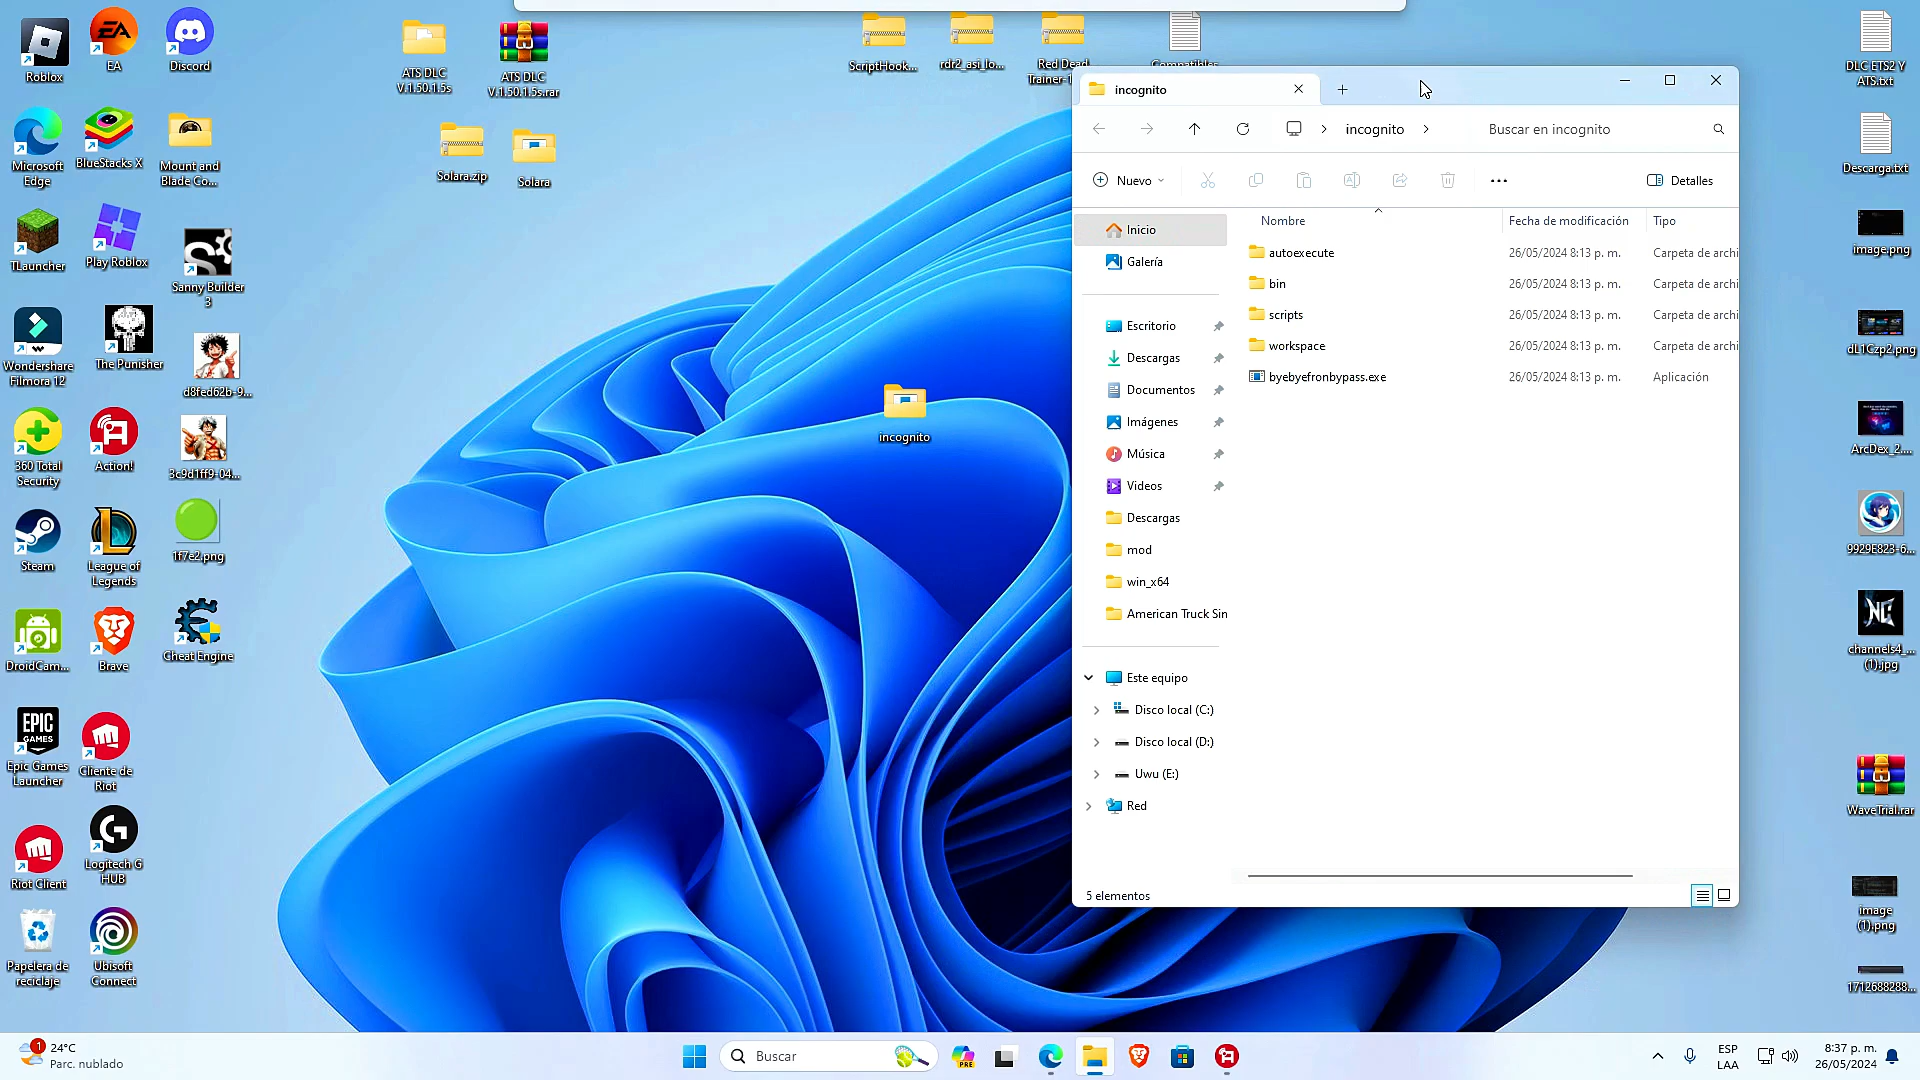 Roblox
EA
Discord
ATS DLC
V.1.50.1.5s
ATS DLC
V.1.50.1.5s.rar
ScriptHook...
rdr2_asi_lo...
Red Dead
Compatibles
DLC ETS2 Y
ATS.txt
Microsoft
Edge
BlueStacks X
Mount and
Blade Co...
Solara.zip
Solara
Descarga.txt
TLauncher
Play Roblox
Sanny Builder
3
image.png
Wondershare
Filmora 12
The Punisher
d8fed62b-9...
dL1Czp2.png
360 Total
Security
Action!
3c9d1ff9-04...
incognito
ArcDex_2....
Steam
League of
Legends
1f7e2.png
9929E823-6...
DroidCam...
Brave
Cheat Engine
channels4_...
(1).jpg
EPIC
GAMES
Epic Games
Launcher
Cliente de
Riot
WaveTrial.rar
Riot Client
Logitech G
HUB
image
(1).png
Papelera de
reciclaje
Ubisoft
Connect
1712688288...
incognito
incognito
Buscar en incognito
Nuevo
Detalles
Inicio
Galería
Escritorio
Descargas
Documentos
Imágenes
Música
Videos
Descargas
mod
win_x64
American Truck Sin
Este equipo
Disco local (C:)
Disco local (D:)
Uwu (E:)
Red
Nombre
Fecha de modificación
Tipo
autoexecute
26/05/2024 8:13 p. m.
Carpeta de archi
bin
26/05/2024 8:13 p. m.
Carpeta de archi
scripts
26/05/2024 8:13 p. m.
Carpeta de archi
workspace
26/05/2024 8:13 p. m.
Carpeta de archi
byebyefronbypass.exe
26/05/2024 8:13 p. m.
Aplicación
5 elementos
1
24°C
Parc. nublado
Buscar
PRE
ESP
LAA
8:37 p. m.
26/05/2024